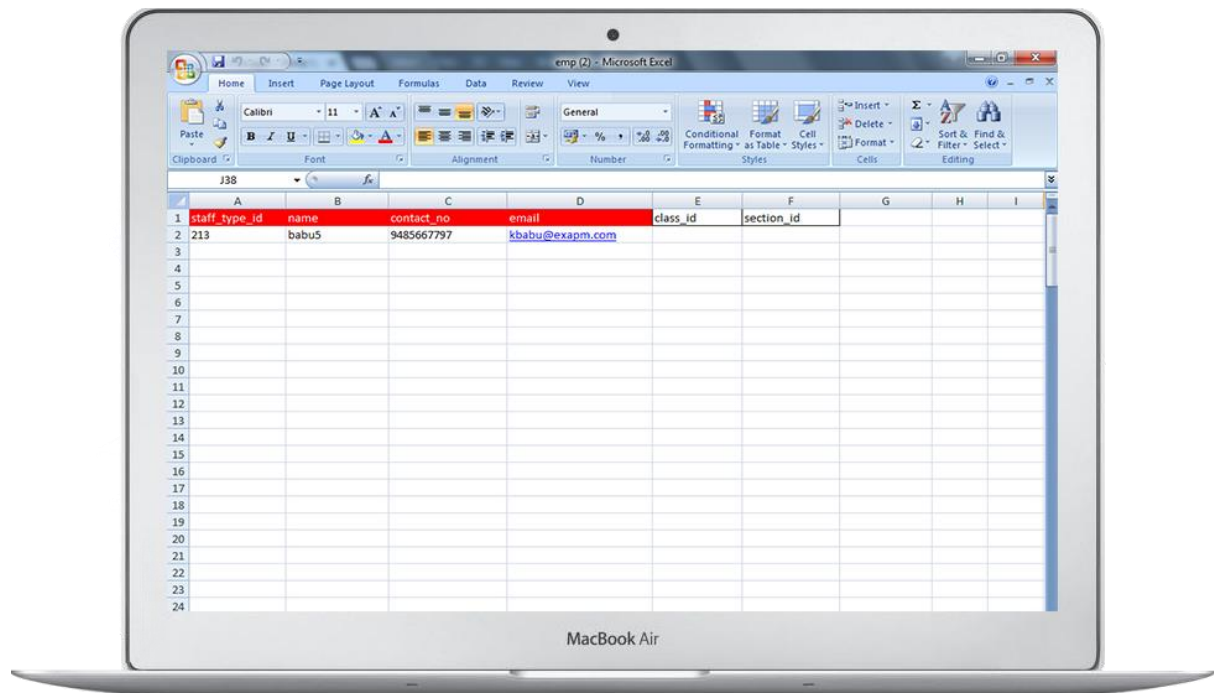 emp (2) - Microsoft Excel
Home Insert Page Layout Formulas Data Review View
Calibri 11 A A General Insert Σ
Paste Delete
B I U A % , Conditional Format Cell Format Sort & Find &
Formatting as Table Styles Filter Select
Clipboard Font Alignment Number Styles Cells Editing
J38 fx
A B C D E F G H I
1 staff_type_id name contact_no email class_id section_id
2 213 babu5 9485667797 kbabu@exapm.com
3
4
5
6
7
8
9
10
11
12
13
14
15
16
17
18
19
20
21
22
23
24
MacBook Air